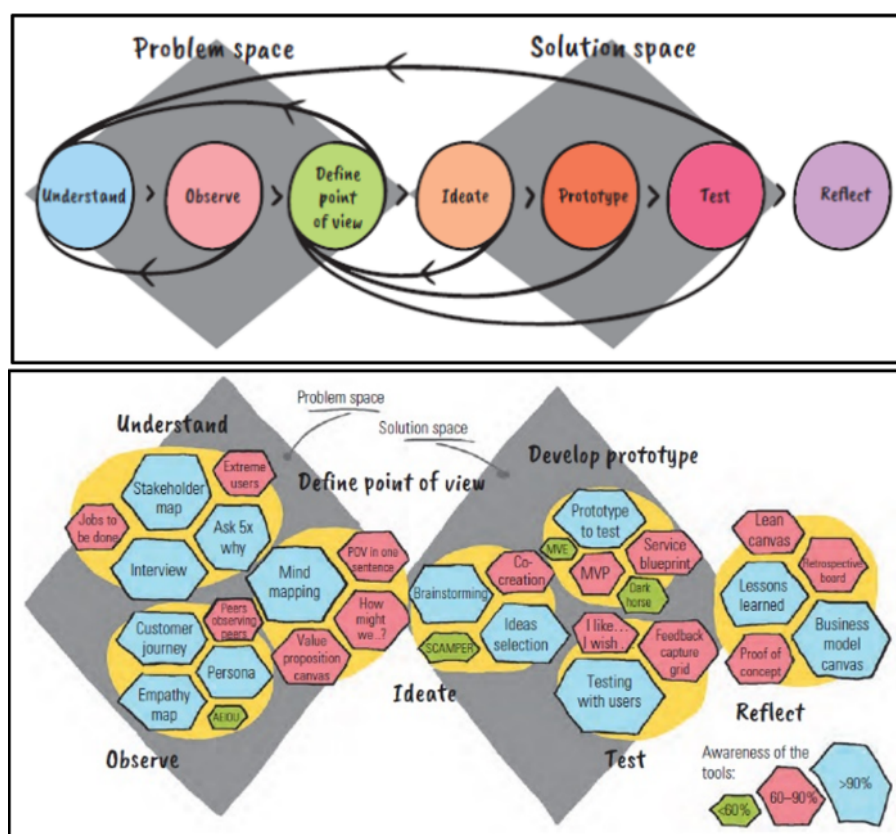 Problem space
Solution space
Understand
Observe
Define
point
of view
Ideate
Prototype
Test
Reflect
Problem space
Solution space
Understand
Develop prototype
Define point of view
Stakeholder
map
Extreme
users
Jobs to
be done
Ask 5x
why
Interview
Mind
mapping
POV in one
sentence
How
might
we...?
Value
proposition
canvas
Customer
journey
Peers
observing
peers
Persona
Empathy
map
AEIOU
Observe
Brainstorming
Co-
creation
SCAMPER
Ideas
selection
Ideate
Prototype
to test
MVE
MVP
Service
blueprint
Dark
horse
I like...
I wish...
Feedback
capture
grid
Testing
with users
Test
Lean
canvas
Retrospective
board
Lessons
learned
Business
model
canvas
Proof of
concept
Reflect
Awareness of the
tools:
<60%
60–90%
>90%